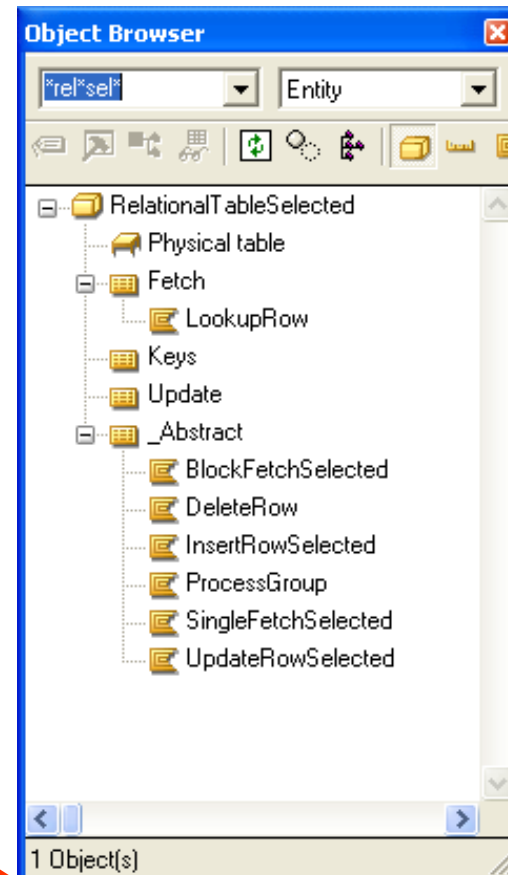 Object Browser
*rel*sel* Entity
RelationalTableSelected
Physical table
Fetch
LookupRow
Keys
Update
_Abstract
BlockFetchSelected
DeleteRow
InsertRowSelected
ProcessGroup
SingleFetchSelected
UpdateRowSelected
1 Object(s)